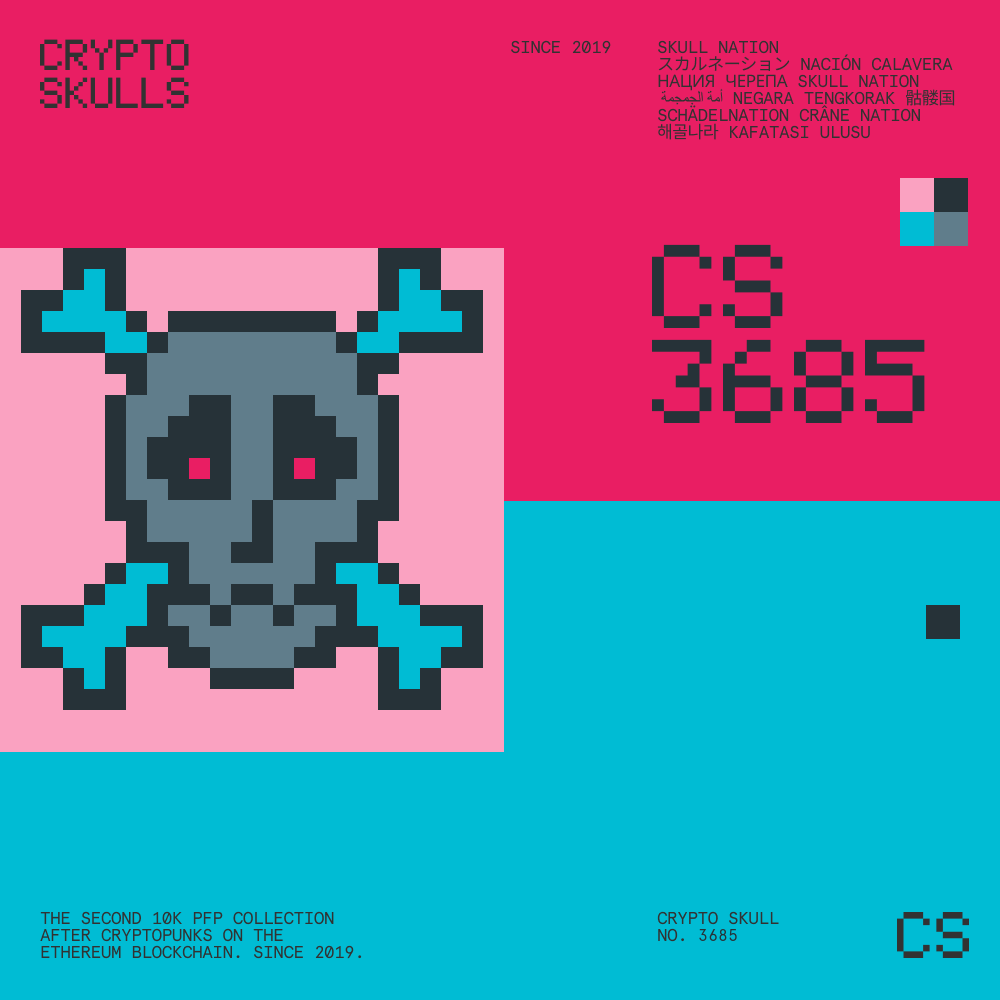 CRYPTO
SKULLS
SINCE 2019
SKULL NATION
スカルネーション NACIÓN CALAVERA
НАЦИЯ ЧЕРЕПА SKULL NATION
أمة الجمجمة NEGARA TENGKORAK 骷髅国
SCHÄDELNATION CRÂNE NATION
해골나라 KAFATASI ULUSU
CS
3685
THE SECOND 10K PFP COLLECTION
AFTER CRYPTOPUNKS ON THE
ETHEREUM BLOCKCHAIN. SINCE 2019.
CRYPTO SKULL
NO. 3685
CS